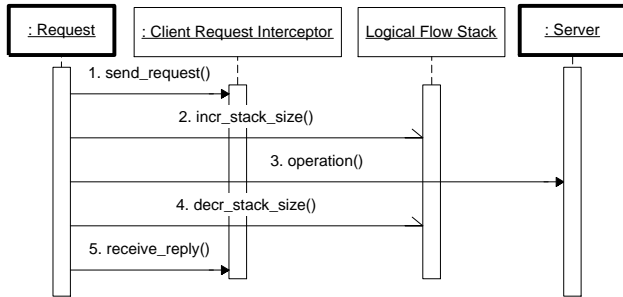 : Request
: Client Request Interceptor
Logical Flow Stack
: Server
1. send_request()
2. incr_stack_size()
3. operation()
4. decr_stack_size()
5. receive_reply()